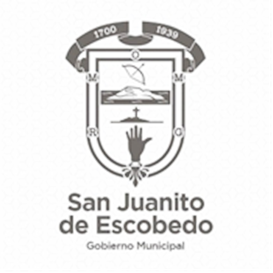 1700 1939
O
M M
R G
San Juanito
de Escobedo
Gobierno Municipal